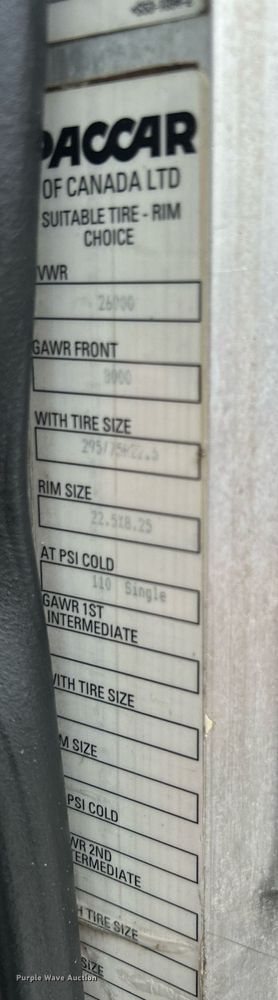 PACCAR
OF CANADA LTD
SUITABLE TIRE - RIM
CHOICE
VWR
26000
GAWR FRONT
8000
WITH TIRE SIZE
295/75R22.5
RIM SIZE
22.5X8.25
AT PSI COLD
110 Single
GAWR 1ST
INTERMEDIATE
WITH TIRE SIZE
M SIZE
PSI COLD
WR 2ND
TERMEDIATE
H TIRE SIZE
SIZE
Purple Wave Auction